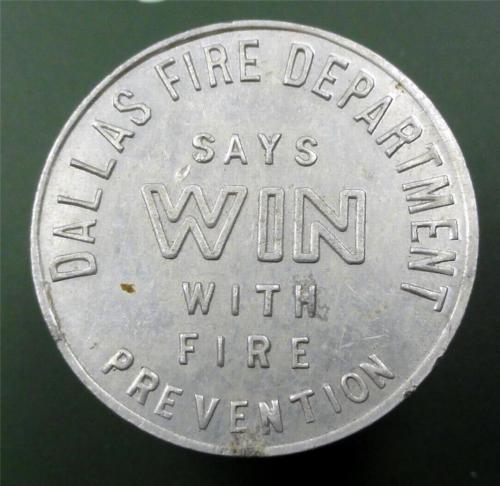 DALLAS FIRE DEPARTMENT
SAYS
WIN
WITH
FIRE
PREVENTION